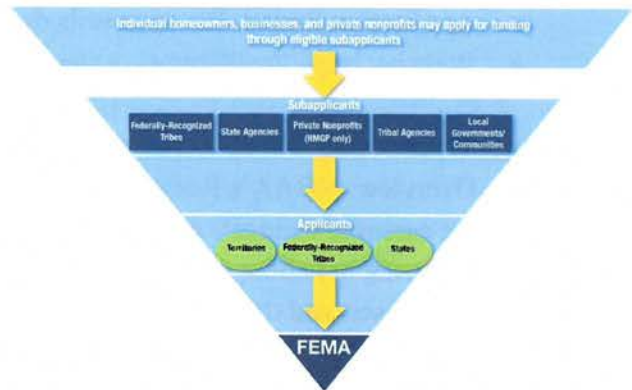 Individual homeowners, businesses, and private nonprofits may apply for funding
through eligible subapplicants
Subapplicants
Federally-Recognized
Tribes
State Agencies
Private Nonprofits
(HMGP only)
Tribal Agencies
Local
Governments/
Communities
Applicants
Territories
Federally-Recognized
Tribes
States
FEMA